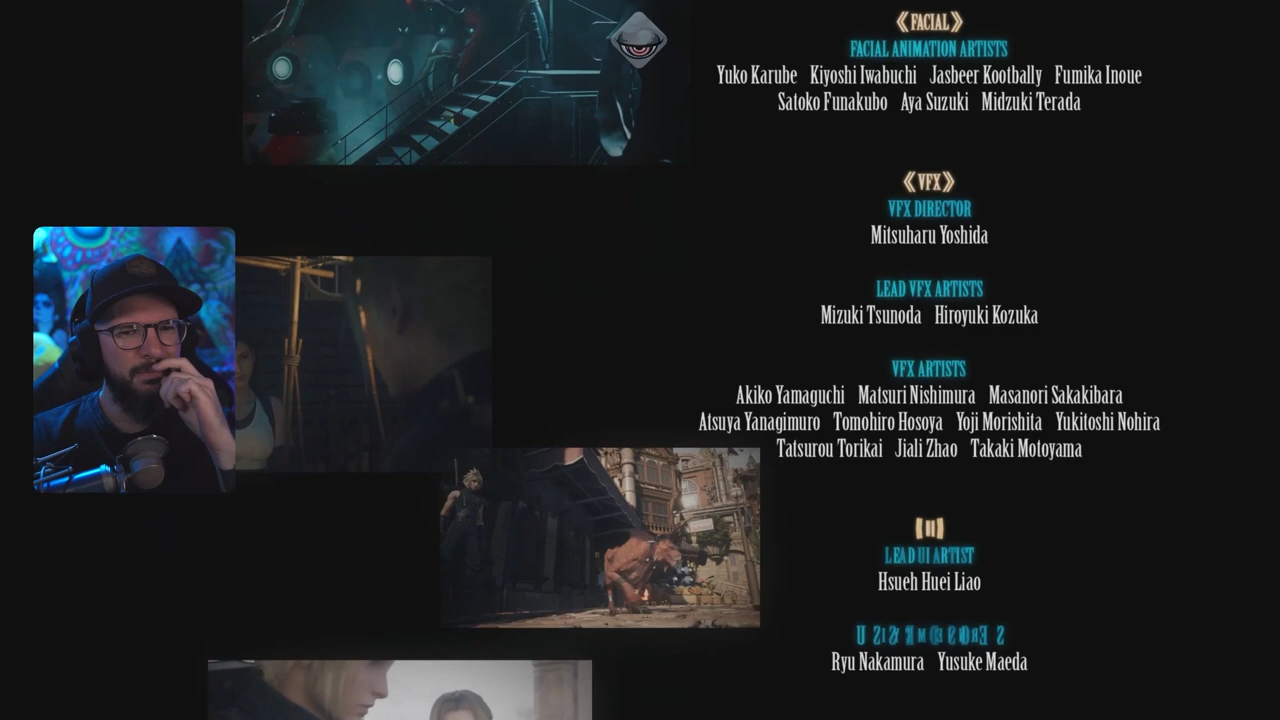 《FACIAL》
FACIAL ANIMATION ARTISTS
Yuko Karube Kiyoshi Iwabuchi Jasbeer Kootbally Fumika Inoue
Satoko Funakubo Aya Suzuki Midzuki Terada
《VFX》
VFX DIRECTOR
Mitsuharu Yoshida
LEAD VFX ARTISTS
Mizuki Tsunoda Hiroyuki Kozuka
VFX ARTISTS
Akiko Yamaguchi Matsuri Nishimura Masanori Sakakibara
Atsuya Yanagimuro Tomohiro Hosoya Yoji Morishita Yukitoshi Nohira
Tatsurou Torikai Jiali Zhao Takaki Motoyama
LEAD UI ARTIST
Hsueh Huei Liao
Ryu Nakamura Yusuke Maeda